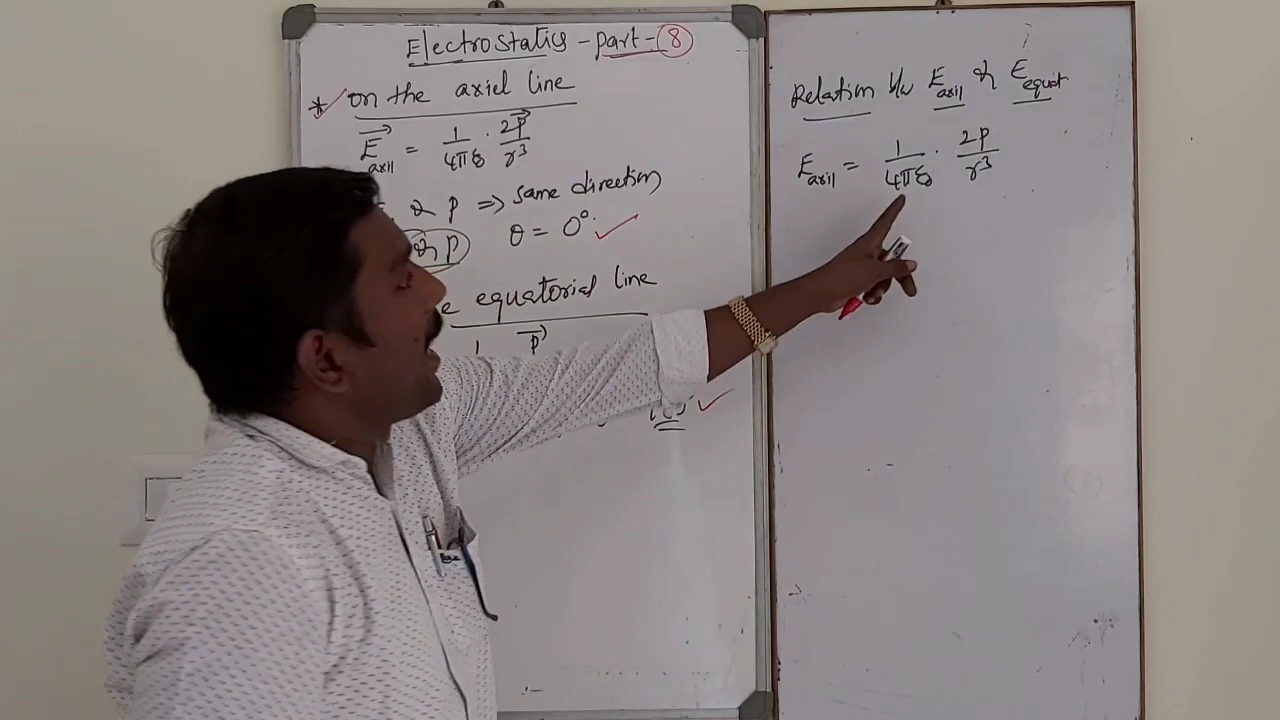 Electrostatics - part - 8
* on the axial line
E axil = 1/4πε₀ · 2P/r³
& P ⇒ same direction
θ = 0°
& P
equatorial line
1 P
Relation b/w E axil & E equat
E axil = 1/4πε₀ · 2P/r³